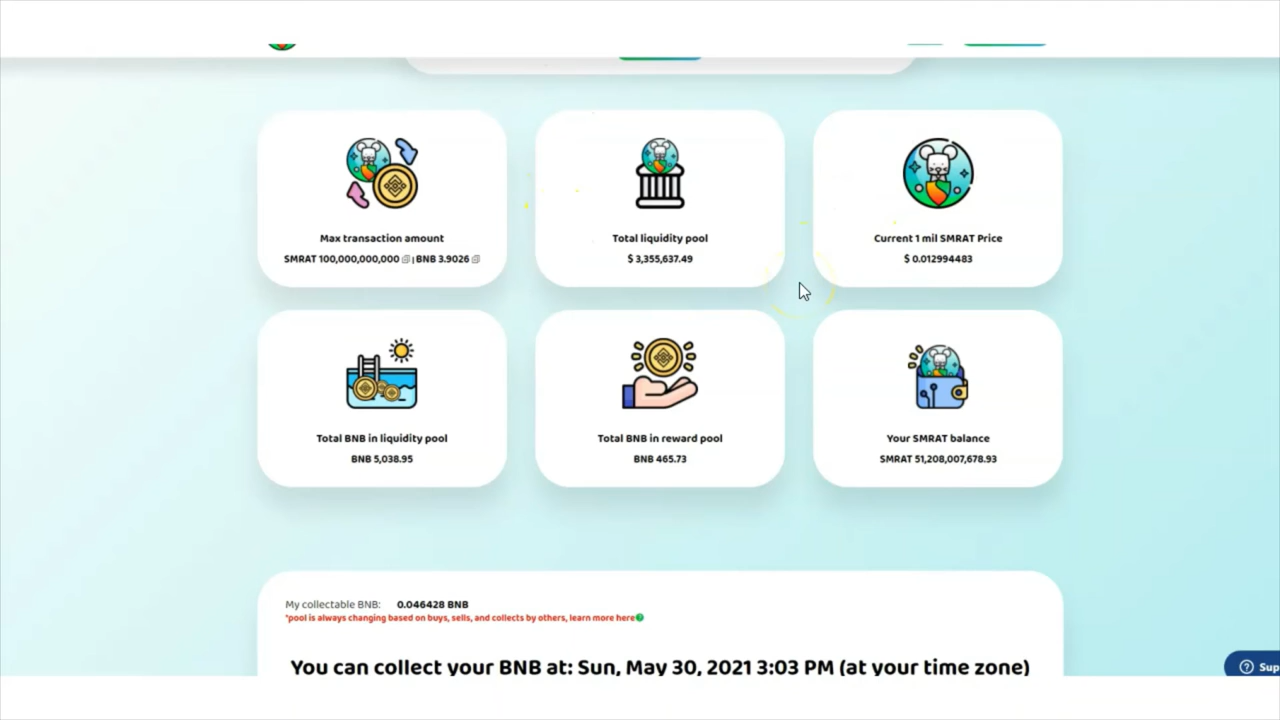 Max transaction amount
SMRAT 100,000,000,000 | BNB 3.9026
Total liquidity pool
$ 3,355,637.49
Current 1 mil SMRAT Price
$ 0.012994483
Total BNB in liquidity pool
BNB 5,038.95
Total BNB in reward pool
BNB 465.73
Your SMRAT balance
SMRAT 51,208,007,678.93
My collectable BNB: 0.046428 BNB
*pool is always changing based on buys, sells, and collects by others, learn more here
You can collect your BNB at: Sun, May 30, 2021 3:03 PM (at your time zone)
Sup